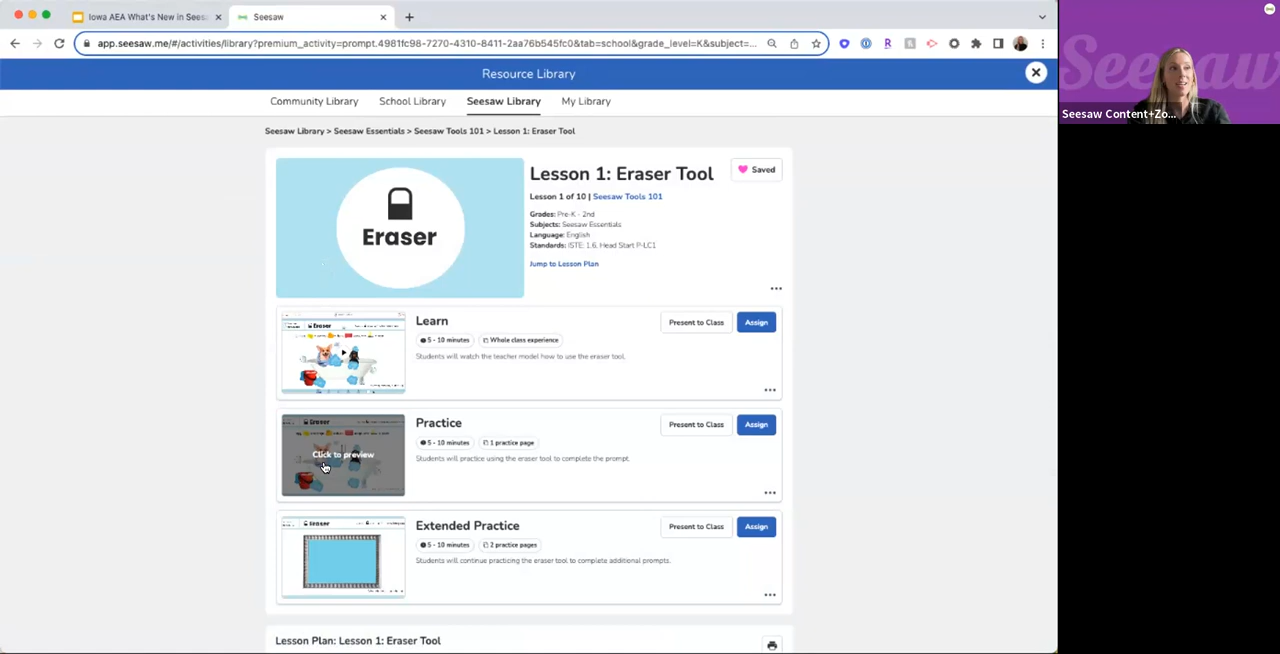 Iowa AEA What's New in Sees
Seesaw
app.seesaw.me/#/activities/library?premium_activity=prompt.4981fc98-7270-4310-8411-2aa76b545fc0&tab=school&grade_level=K&subject=...
Resource Library
Community Library School Library Seesaw Library My Library
Seesaw Library > Seesaw Essentials > Seesaw Tools 101 > Lesson 1: Eraser Tool
Eraser
Lesson 1: Eraser Tool
Saved
Lesson 1 of 10 | Seesaw Tools 101
Grades: Pre-K - 2nd
Subjects: Seesaw Essentials
Language: English
Standards: ISTE: 1.6, Head Start P-LC1
Jump to Lesson Plan
Eraser
Learn
5 - 10 minutes Whole class experience
Students will watch the teacher model how to use the eraser tool.
Present to Class Assign
Eraser
Click to preview
Practice
5 - 10 minutes 1 practice page
Students will practice using the eraser tool to complete the prompt.
Present to Class Assign
Eraser
Extended Practice
5 - 10 minutes 2 practice pages
Students will continue practicing the eraser tool to complete additional prompts.
Present to Class Assign
Lesson Plan: Lesson 1: Eraser Tool
Seesaw
Seesaw Content+Zo...